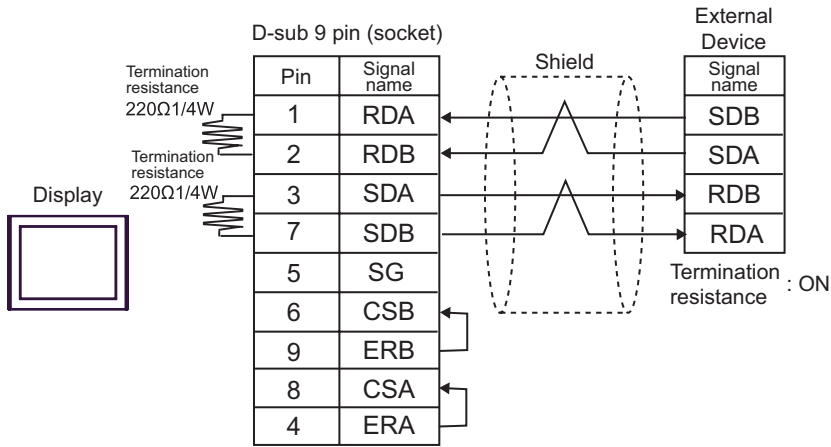 D-sub 9 pin (socket)
External
Device
Shield
Termination
resistance
220Ω1/4W
Termination
resistance
220Ω1/4W
Display
Pin Signal name
1 RDA
2 RDB
3 SDA
7 SDB
5 SG
6 CSB
9 ERB
8 CSA
4 ERA
Signal
name
SDB
SDA
RDB
RDA
Termination
resistance : ON